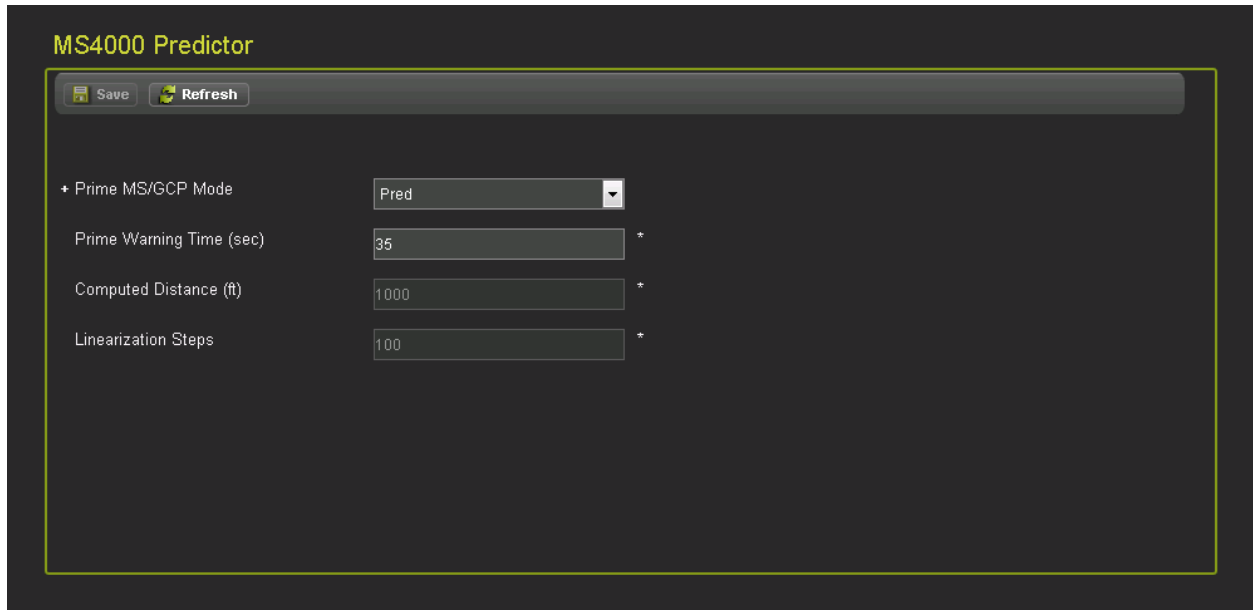 MS4000 Predictor
Save Refresh
+ Prime MS/GCP Mode Pred
Prime Warning Time (sec) 35 *
Computed Distance (ft) 1000 *
Linearization Steps 100 *